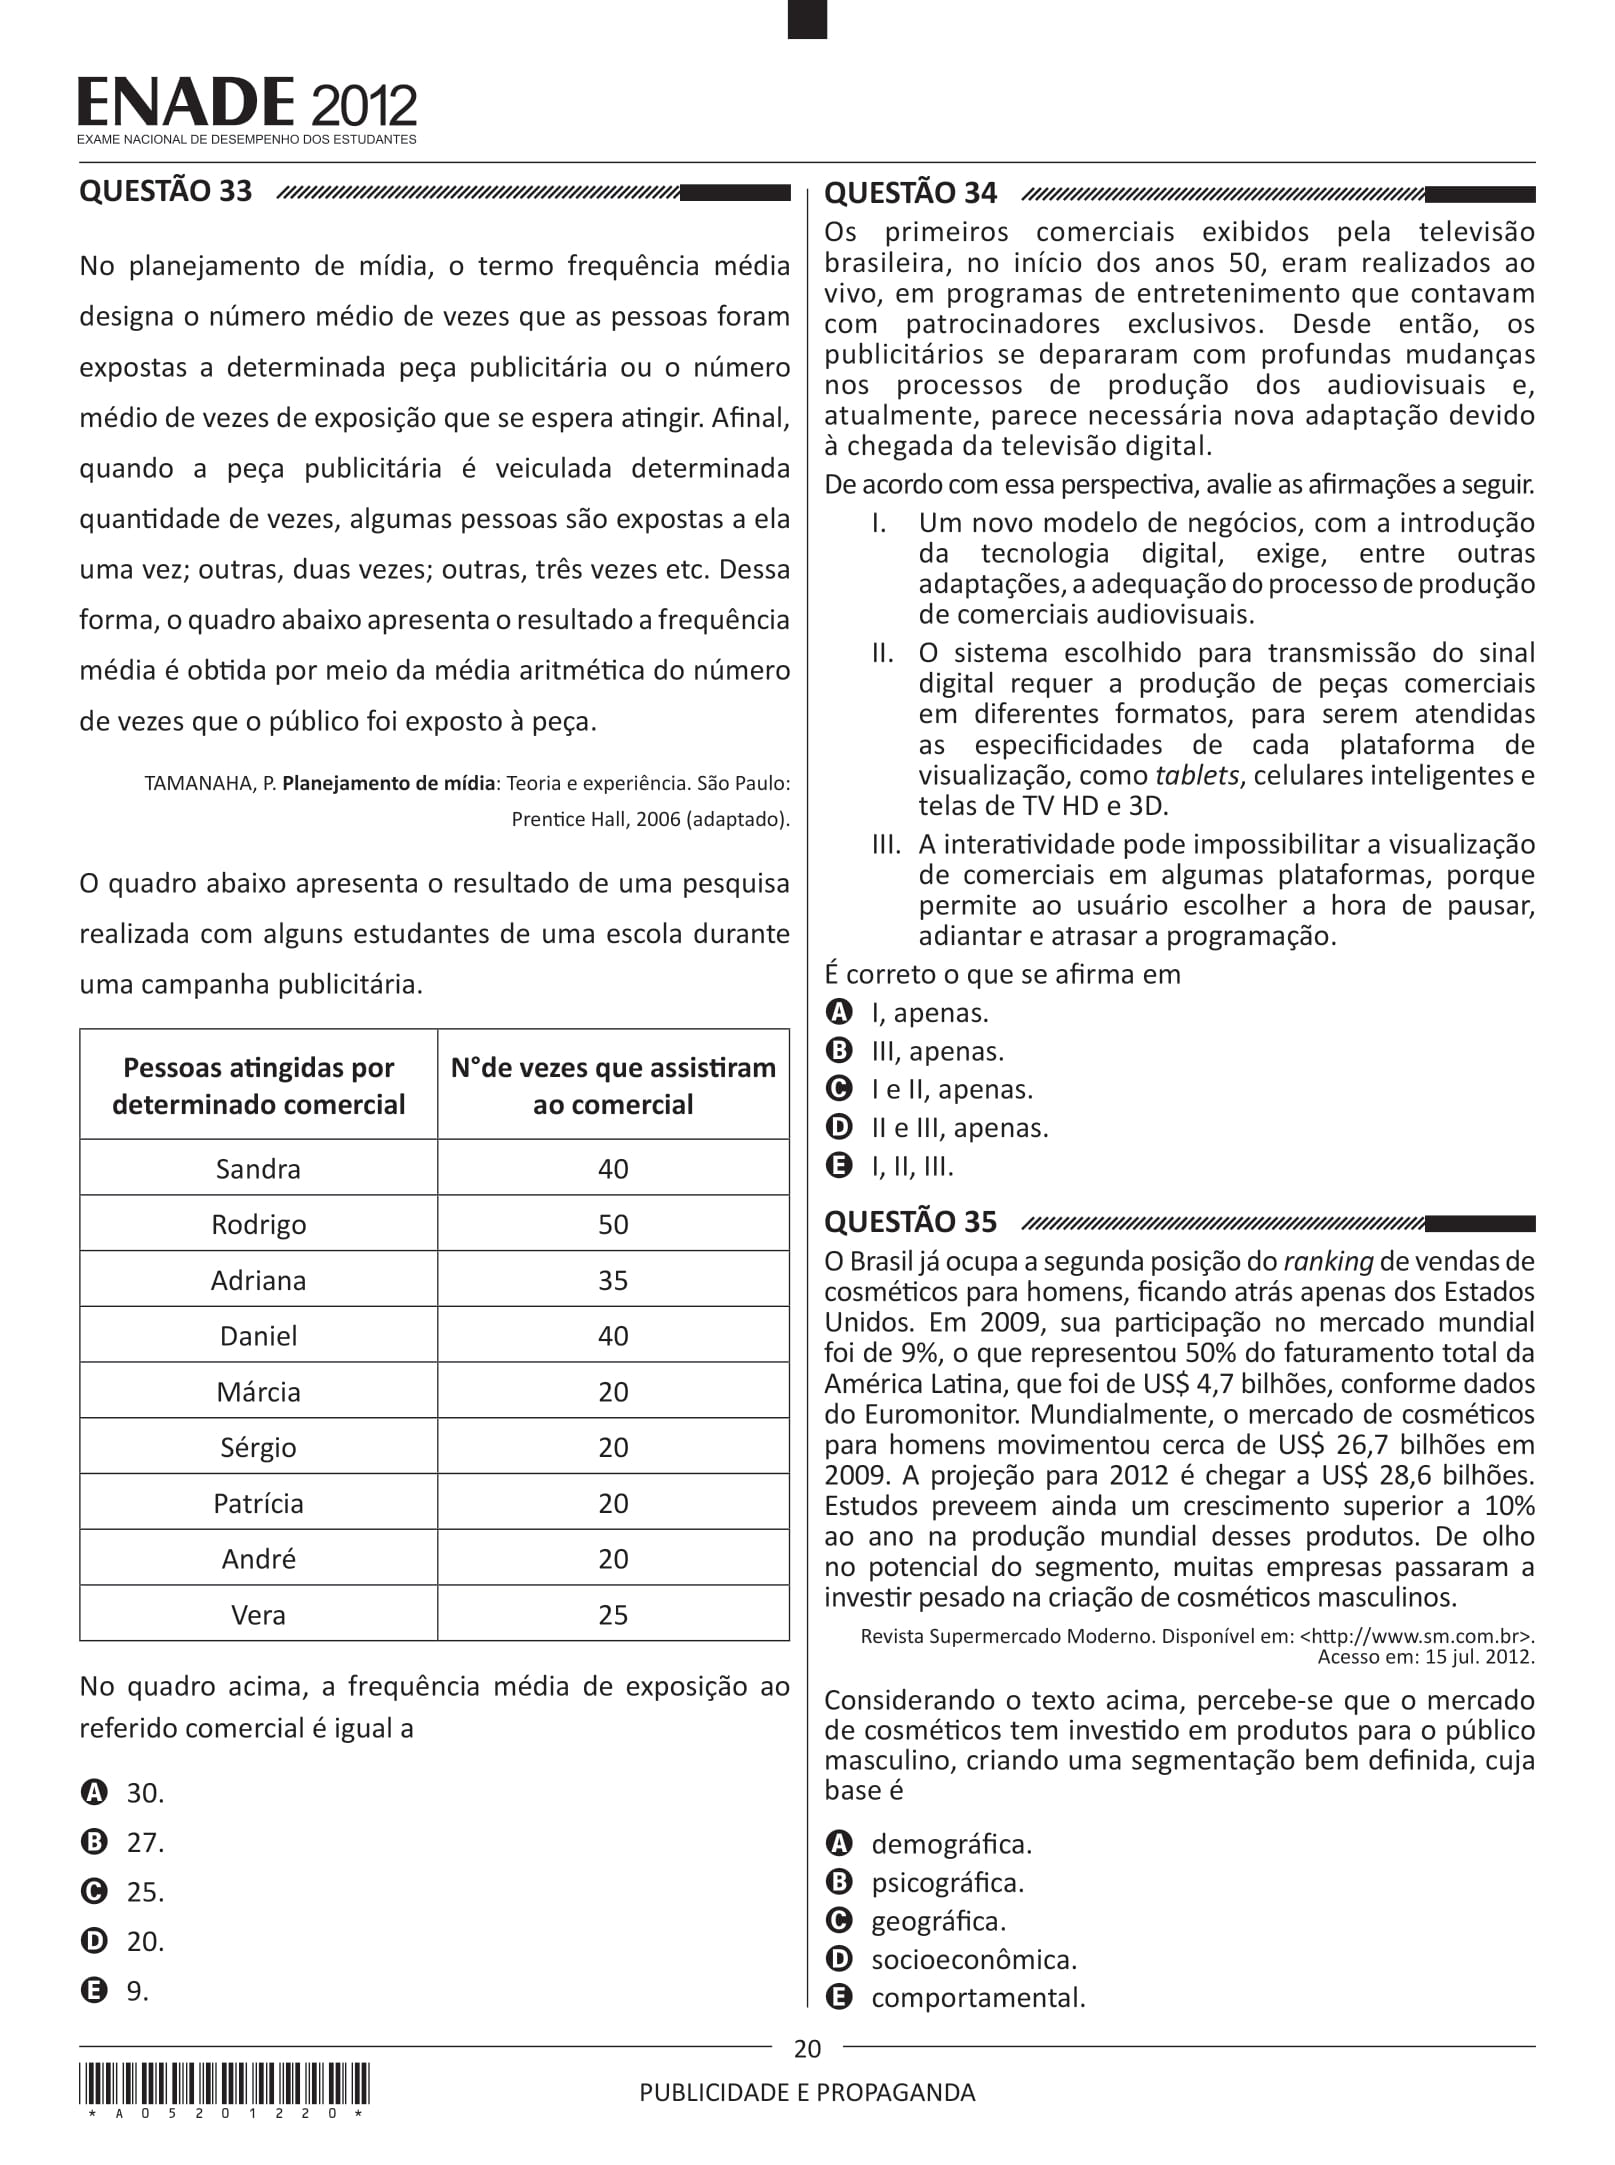 ENADE 2012
EXAME NACIONAL DE DESEMPENHO DOS ESTUDANTES
QUESTÃO 33
No planejamento de mídia, o termo frequência média
designa o número médio de vezes que as pessoas foram
expostas a determinada peça publicitária ou o número
médio de vezes de exposição que se espera atingir. Afinal,
quando a peça publicitária é veiculada determinada
quantidade de vezes, algumas pessoas são expostas a ela
uma vez; outras, duas vezes; outras, três vezes etc. Dessa
forma, o quadro abaixo apresenta o resultado a frequência
média é obtida por meio da média aritmética do número
de vezes que o público foi exposto à peça.
TAMANAHA, P. Planejamento de mídia: Teoria e experiência. São Paulo:
Prentice Hall, 2006 (adaptado).
O quadro abaixo apresenta o resultado de uma pesquisa
realizada com alguns estudantes de uma escola durante
uma campanha publicitária.
Pessoas atingidas por determinado comercial
N°de vezes que assistiram ao comercial
Sandra 40
Rodrigo 50
Adriana 35
Daniel 40
Márcia 20
Sérgio 20
Patrícia 20
André 20
Vera 25
No quadro acima, a frequência média de exposição ao
referido comercial é igual a
A 30.
B 27.
C 25.
D 20.
E 9.
QUESTÃO 34
Os primeiros comerciais exibidos pela televisão
brasileira, no início dos anos 50, eram realizados ao
vivo, em programas de entretenimento que contavam
com patrocinadores exclusivos. Desde então, os
publicitários se depararam com profundas mudanças
nos processos de produção dos audiovisuais e,
atualmente, parece necessária nova adaptação devido
à chegada da televisão digital.
De acordo com essa perspectiva, avalie as afirmações a seguir.
I. Um novo modelo de negócios, com a introdução
da tecnologia digital, exige, entre outras
adaptações, a adequação do processo de produção
de comerciais audiovisuais.
II. O sistema escolhido para transmissão do sinal
digital requer a produção de peças comerciais
em diferentes formatos, para serem atendidas
as especificidades de cada plataforma de
visualização, como tablets, celulares inteligentes e
telas de TV HD e 3D.
III. A interatividade pode impossibilitar a visualização
de comerciais em algumas plataformas, porque
permite ao usuário escolher a hora de pausar,
adiantar e atrasar a programação.
É correto o que se afirma em
A I, apenas.
B III, apenas.
C I e II, apenas.
D II e III, apenas.
E I, II, III.
QUESTÃO 35
O Brasil já ocupa a segunda posição do ranking de vendas de
cosméticos para homens, ficando atrás apenas dos Estados
Unidos. Em 2009, sua participação no mercado mundial
foi de 9%, o que representou 50% do faturamento total da
América Latina, que foi de US$ 4,7 bilhões, conforme dados
do Euromonitor. Mundialmente, o mercado de cosméticos
para homens movimentou cerca de US$ 26,7 bilhões em
2009. A projeção para 2012 é chegar a US$ 28,6 bilhões.
Estudos preveem ainda um crescimento superior a 10%
ao ano na produção mundial desses produtos. De olho
no potencial do segmento, muitas empresas passaram a
investir pesado na criação de cosméticos masculinos.
Revista Supermercado Moderno. Disponível em: <http://www.sm.com.br>.
Acesso em: 15 jul. 2012.
Considerando o texto acima, percebe-se que o mercado
de cosméticos tem investido em produtos para o público
masculino, criando uma segmentação bem definida, cuja
base é
A demográfica.
B psicográfica.
C geográfica.
D socioeconômica.
E comportamental.
20
PUBLICIDADE E PROPAGANDA
*A05201220*